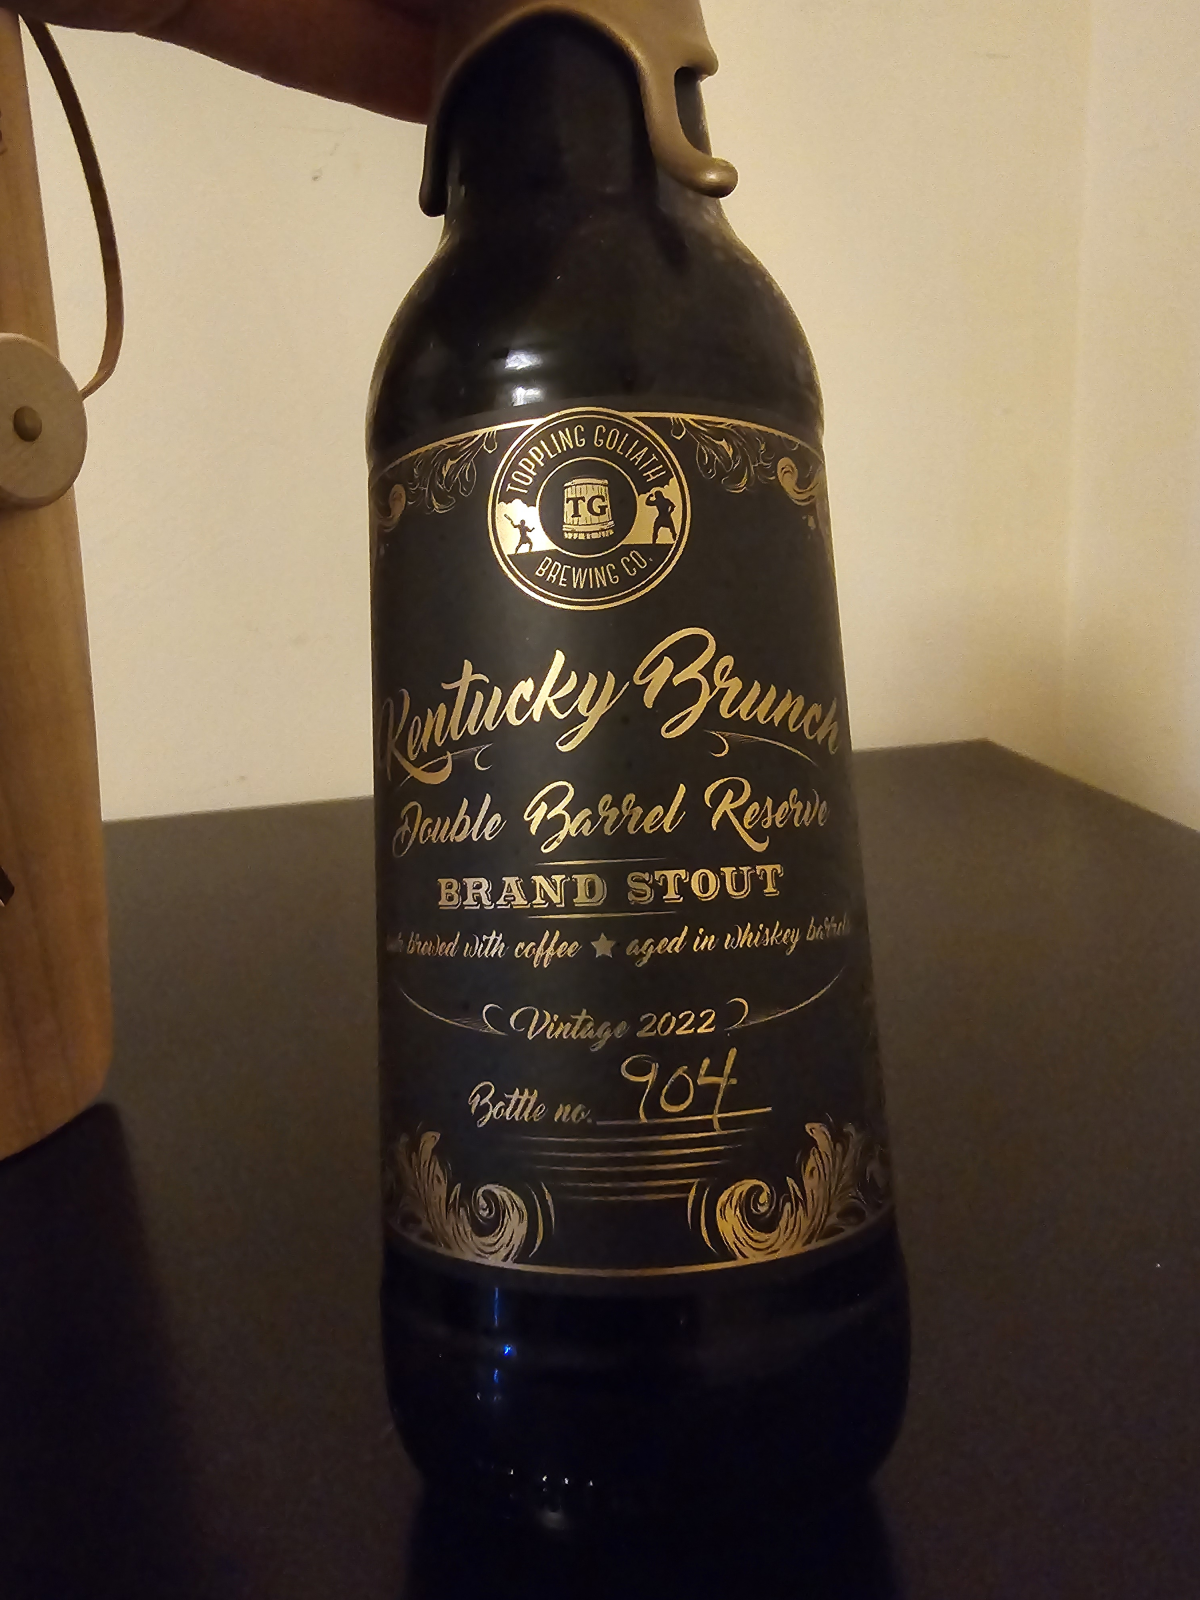 TOPPLING GOLIATH
TG
BREWING CO.
Kentucky Brunch
Double Barrel Reserve
BRAND STOUT
brewed with coffee ★ aged in whiskey barrels
Vintage 2022
Bottle no. 904